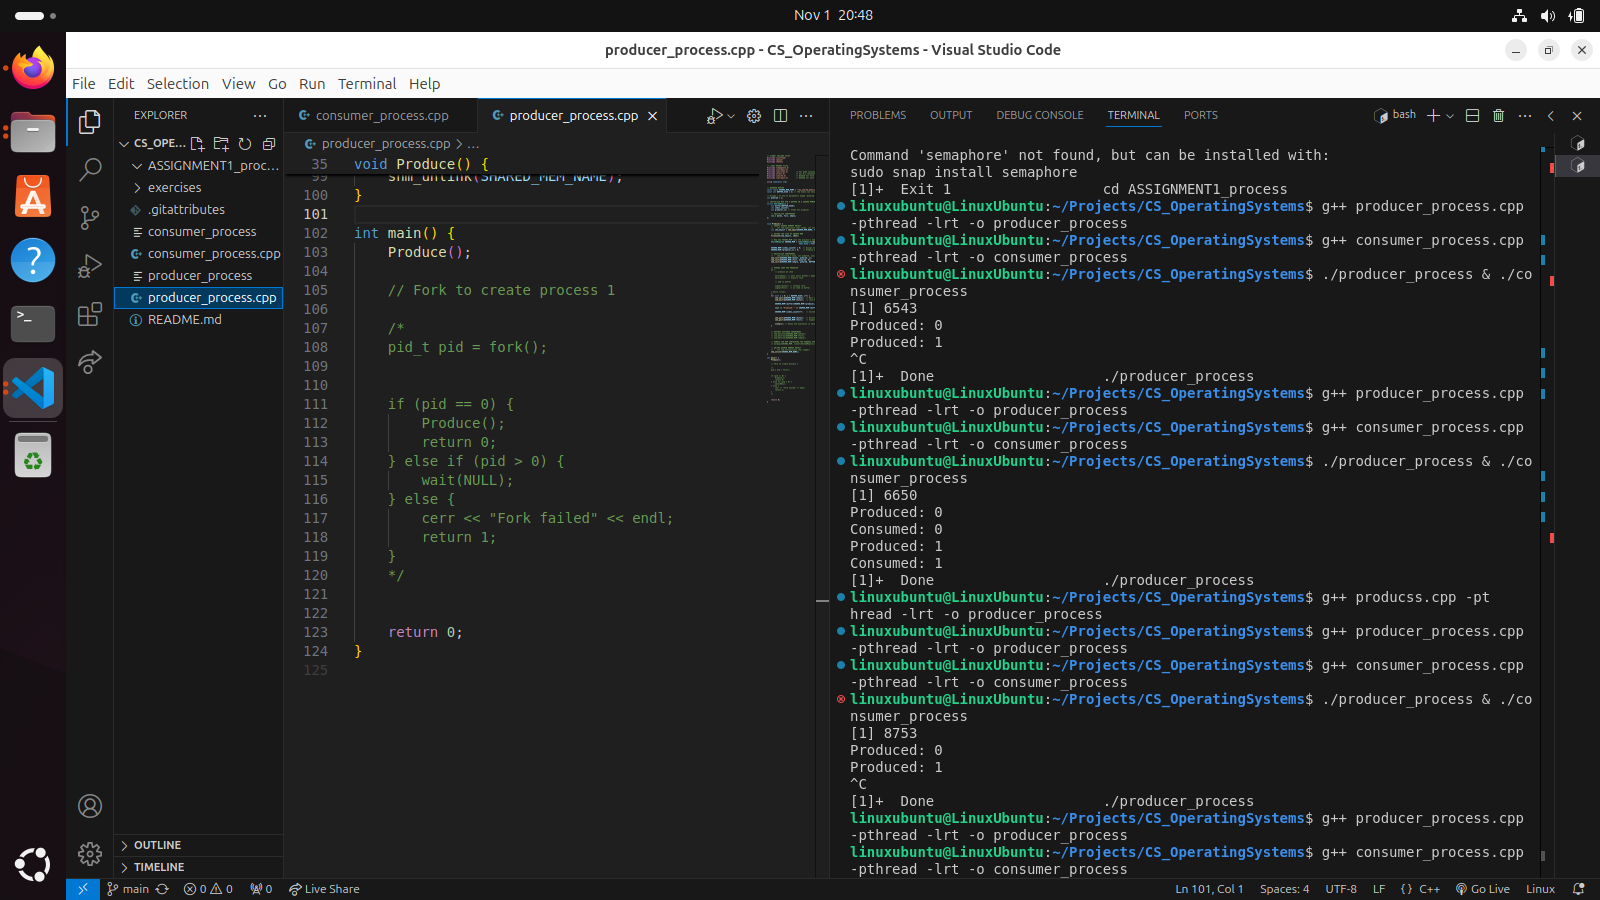 Nov 1 20:48
producer_process.cpp - CS_OperatingSystems - Visual Studio Code
File Edit Selection View Go Run Terminal Help
EXPLORER
CS_OPE...
ASSIGNMENT1_proc...
exercises
.gitattributes
consumer_process
consumer_process.cpp
producer_process
producer_process.cpp
README.md
OUTLINE
TIMELINE
consumer_process.cpp
producer_process.cpp
producer_process.cpp > ...
35 void Produce() {
99 shm_unlink(SHARED_MEM_NAME);
100 }
101
102 int main() {
103 Produce();
104
105 // Fork to create process 1
106
107 /*
108 pid_t pid = fork();
109
110
111 if (pid == 0) {
112 Produce();
113 return 0;
114 } else if (pid > 0) {
115 wait(NULL);
116 } else {
117 cerr << "Fork failed" << endl;
118 return 1;
119 }
120 */
121
122
123 return 0;
124 }
125
PROBLEMS OUTPUT DEBUG CONSOLE TERMINAL PORTS
bash
Command 'semaphore' not found, but can be installed with:
sudo snap install semaphore
[1]+  Exit 1                  cd ASSIGNMENT1_process
linuxubuntu@LinuxUbuntu:~/Projects/CS_OperatingSystems$ g++ producer_process.cpp
-pthread -lrt -o producer_process
linuxubuntu@LinuxUbuntu:~/Projects/CS_OperatingSystems$ g++ consumer_process.cpp
-pthread -lrt -o consumer_process
linuxubuntu@LinuxUbuntu:~/Projects/CS_OperatingSystems$ ./producer_process & ./co
nsumer_process
[1] 6543
Produced: 0
Produced: 1
^C
[1]+  Done                    ./producer_process
linuxubuntu@LinuxUbuntu:~/Projects/CS_OperatingSystems$ g++ producer_process.cpp
-pthread -lrt -o producer_process
linuxubuntu@LinuxUbuntu:~/Projects/CS_OperatingSystems$ g++ consumer_process.cpp
-pthread -lrt -o consumer_process
linuxubuntu@LinuxUbuntu:~/Projects/CS_OperatingSystems$ ./producer_process & ./co
nsumer_process
[1] 6650
Produced: 0
Consumed: 0
Produced: 1
Consumed: 1
[1]+  Done                    ./producer_process
linuxubuntu@LinuxUbuntu:~/Projects/CS_OperatingSystems$ g++ producss.cpp -pt
hread -lrt -o producer_process
linuxubuntu@LinuxUbuntu:~/Projects/CS_OperatingSystems$ g++ producer_process.cpp
-pthread -lrt -o producer_process
linuxubuntu@LinuxUbuntu:~/Projects/CS_OperatingSystems$ g++ consumer_process.cpp
-pthread -lrt -o consumer_process
linuxubuntu@LinuxUbuntu:~/Projects/CS_OperatingSystems$ ./producer_process & ./co
nsumer_process
[1] 8753
Produced: 0
Produced: 1
^C
[1]+  Done                    ./producer_process
linuxubuntu@LinuxUbuntu:~/Projects/CS_OperatingSystems$ g++ producer_process.cpp
-pthread -lrt -o producer_process
linuxubuntu@LinuxUbuntu:~/Projects/CS_OperatingSystems$ g++ consumer_process.cpp
-pthread -lrt -o consumer_process
main 0 0 0 Live Share Ln 101, Col 1 Spaces: 4 UTF-8 LF {} C++ Go Live Linux